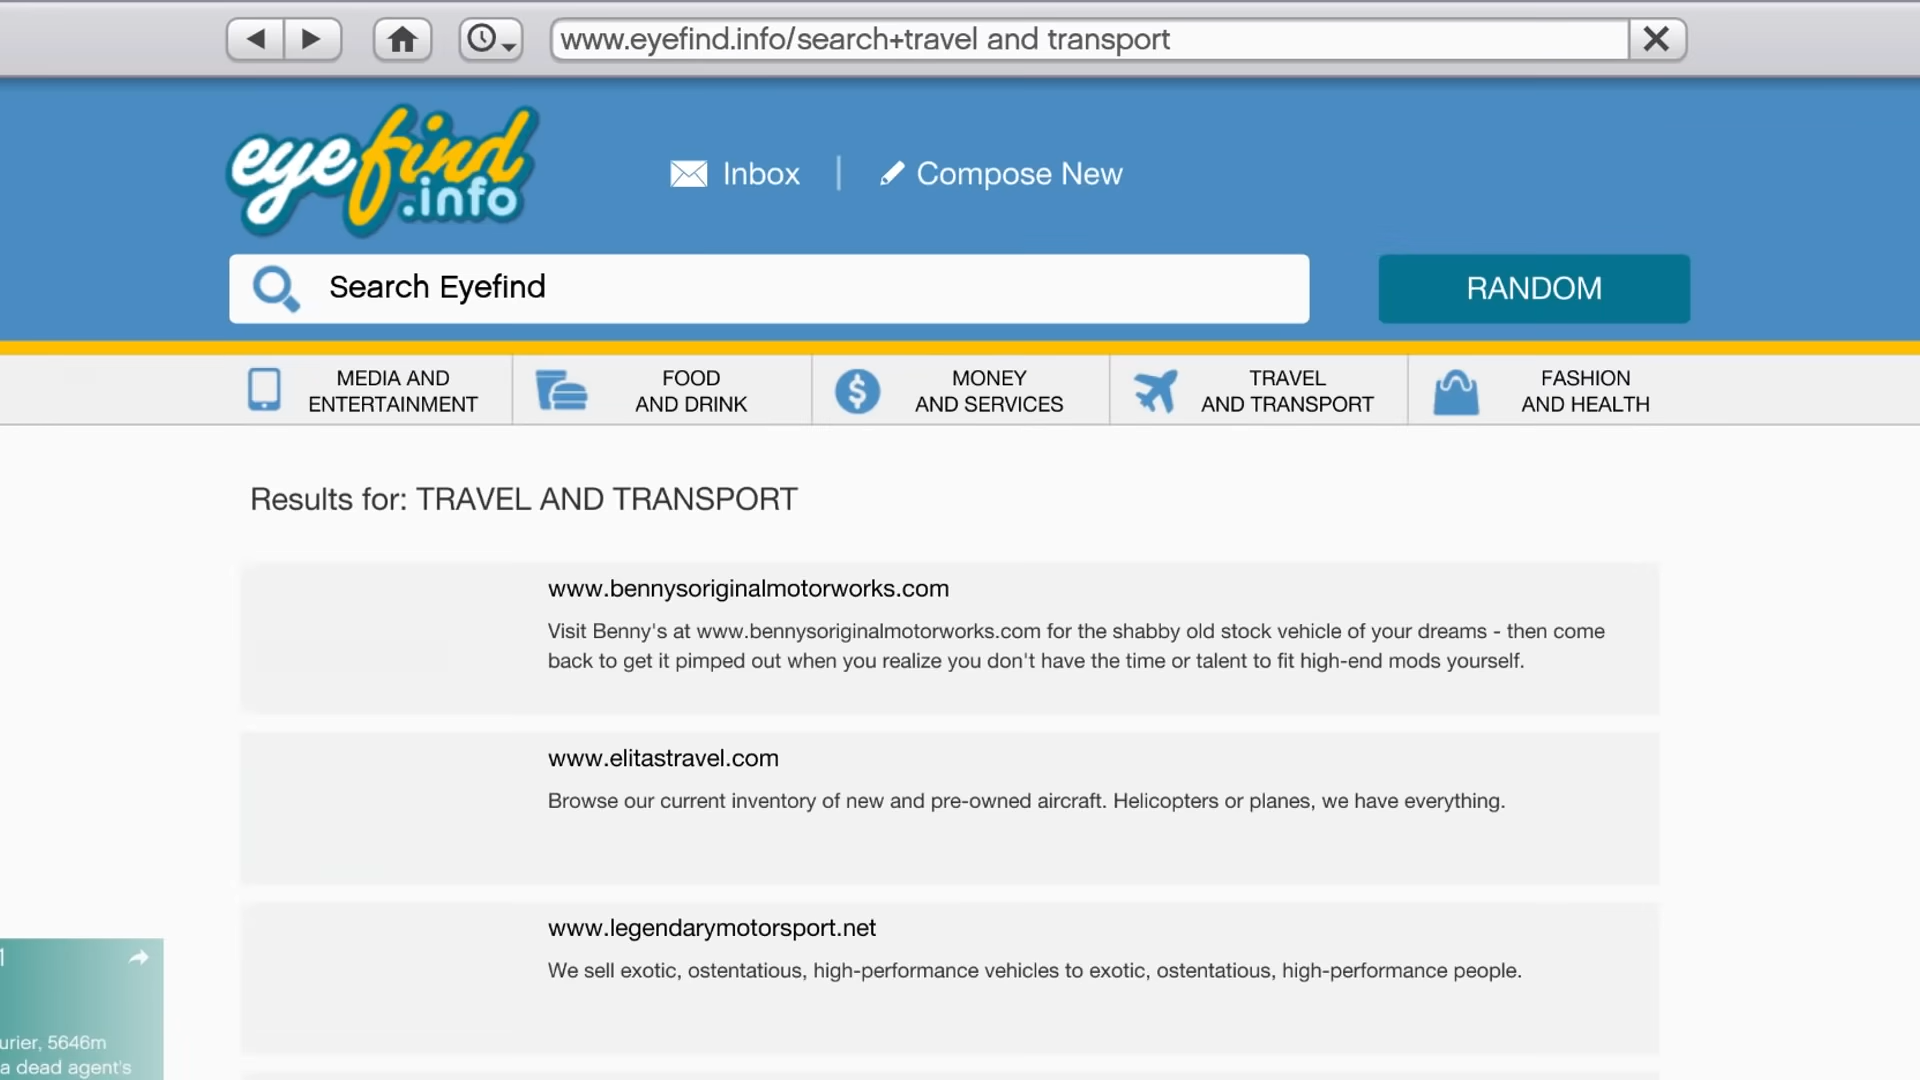 www.eyefind.info/search+travel and transport
eyefind
.info
Inbox
Compose New
Search Eyefind
RANDOM
MEDIA AND
ENTERTAINMENT
FOOD
AND DRINK
MONEY
AND SERVICES
TRAVEL
AND TRANSPORT
FASHION
AND HEALTH
Results for: TRAVEL AND TRANSPORT
www.bennysoriginalmotorworks.com
Visit Benny's at www.bennysoriginalmotorworks.com for the shabby old stock vehicle of your dreams - then come
back to get it pimped out when you realize you don't have the time or talent to fit high-end mods yourself.
www.elitastravel.com
Browse our current inventory of new and pre-owned aircraft. Helicopters or planes, we have everything.
www.legendarymotorsport.net
We sell exotic, ostentatious, high-performance vehicles to exotic, ostentatious, high-performance people.
urier, 5646m
a dead agent's